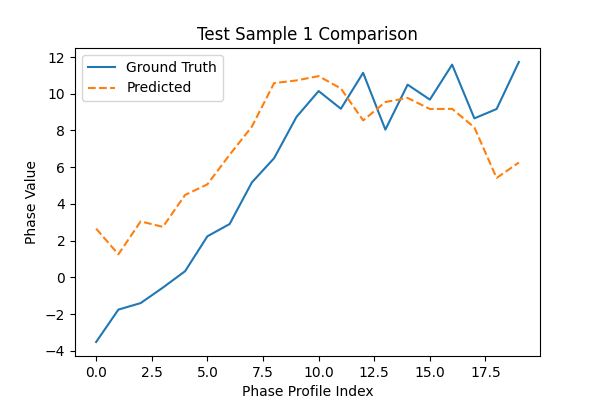 Test Sample 1 Comparison
Ground Truth
Predicted
12
10
8
6
4
2
0
−2
−4
Phase Value
0.0 2.5 5.0 7.5 10.0 12.5 15.0 17.5
Phase Profile Index